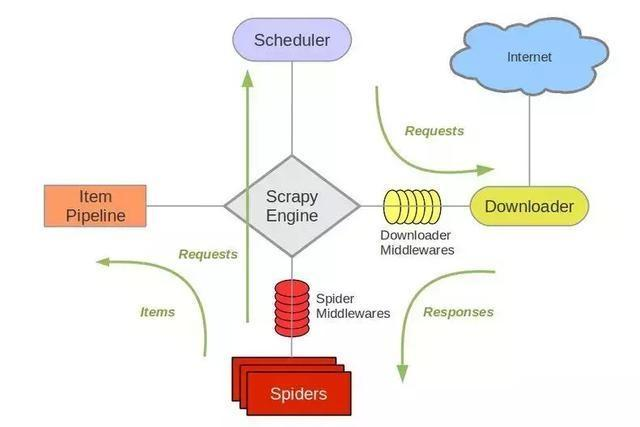 Scheduler
Internet
Requests
Item
Pipeline
Scrapy
Engine
Downloader
Downloader
Middlewares
Requests
Items
Spider
Middlewares
Responses
Spiders